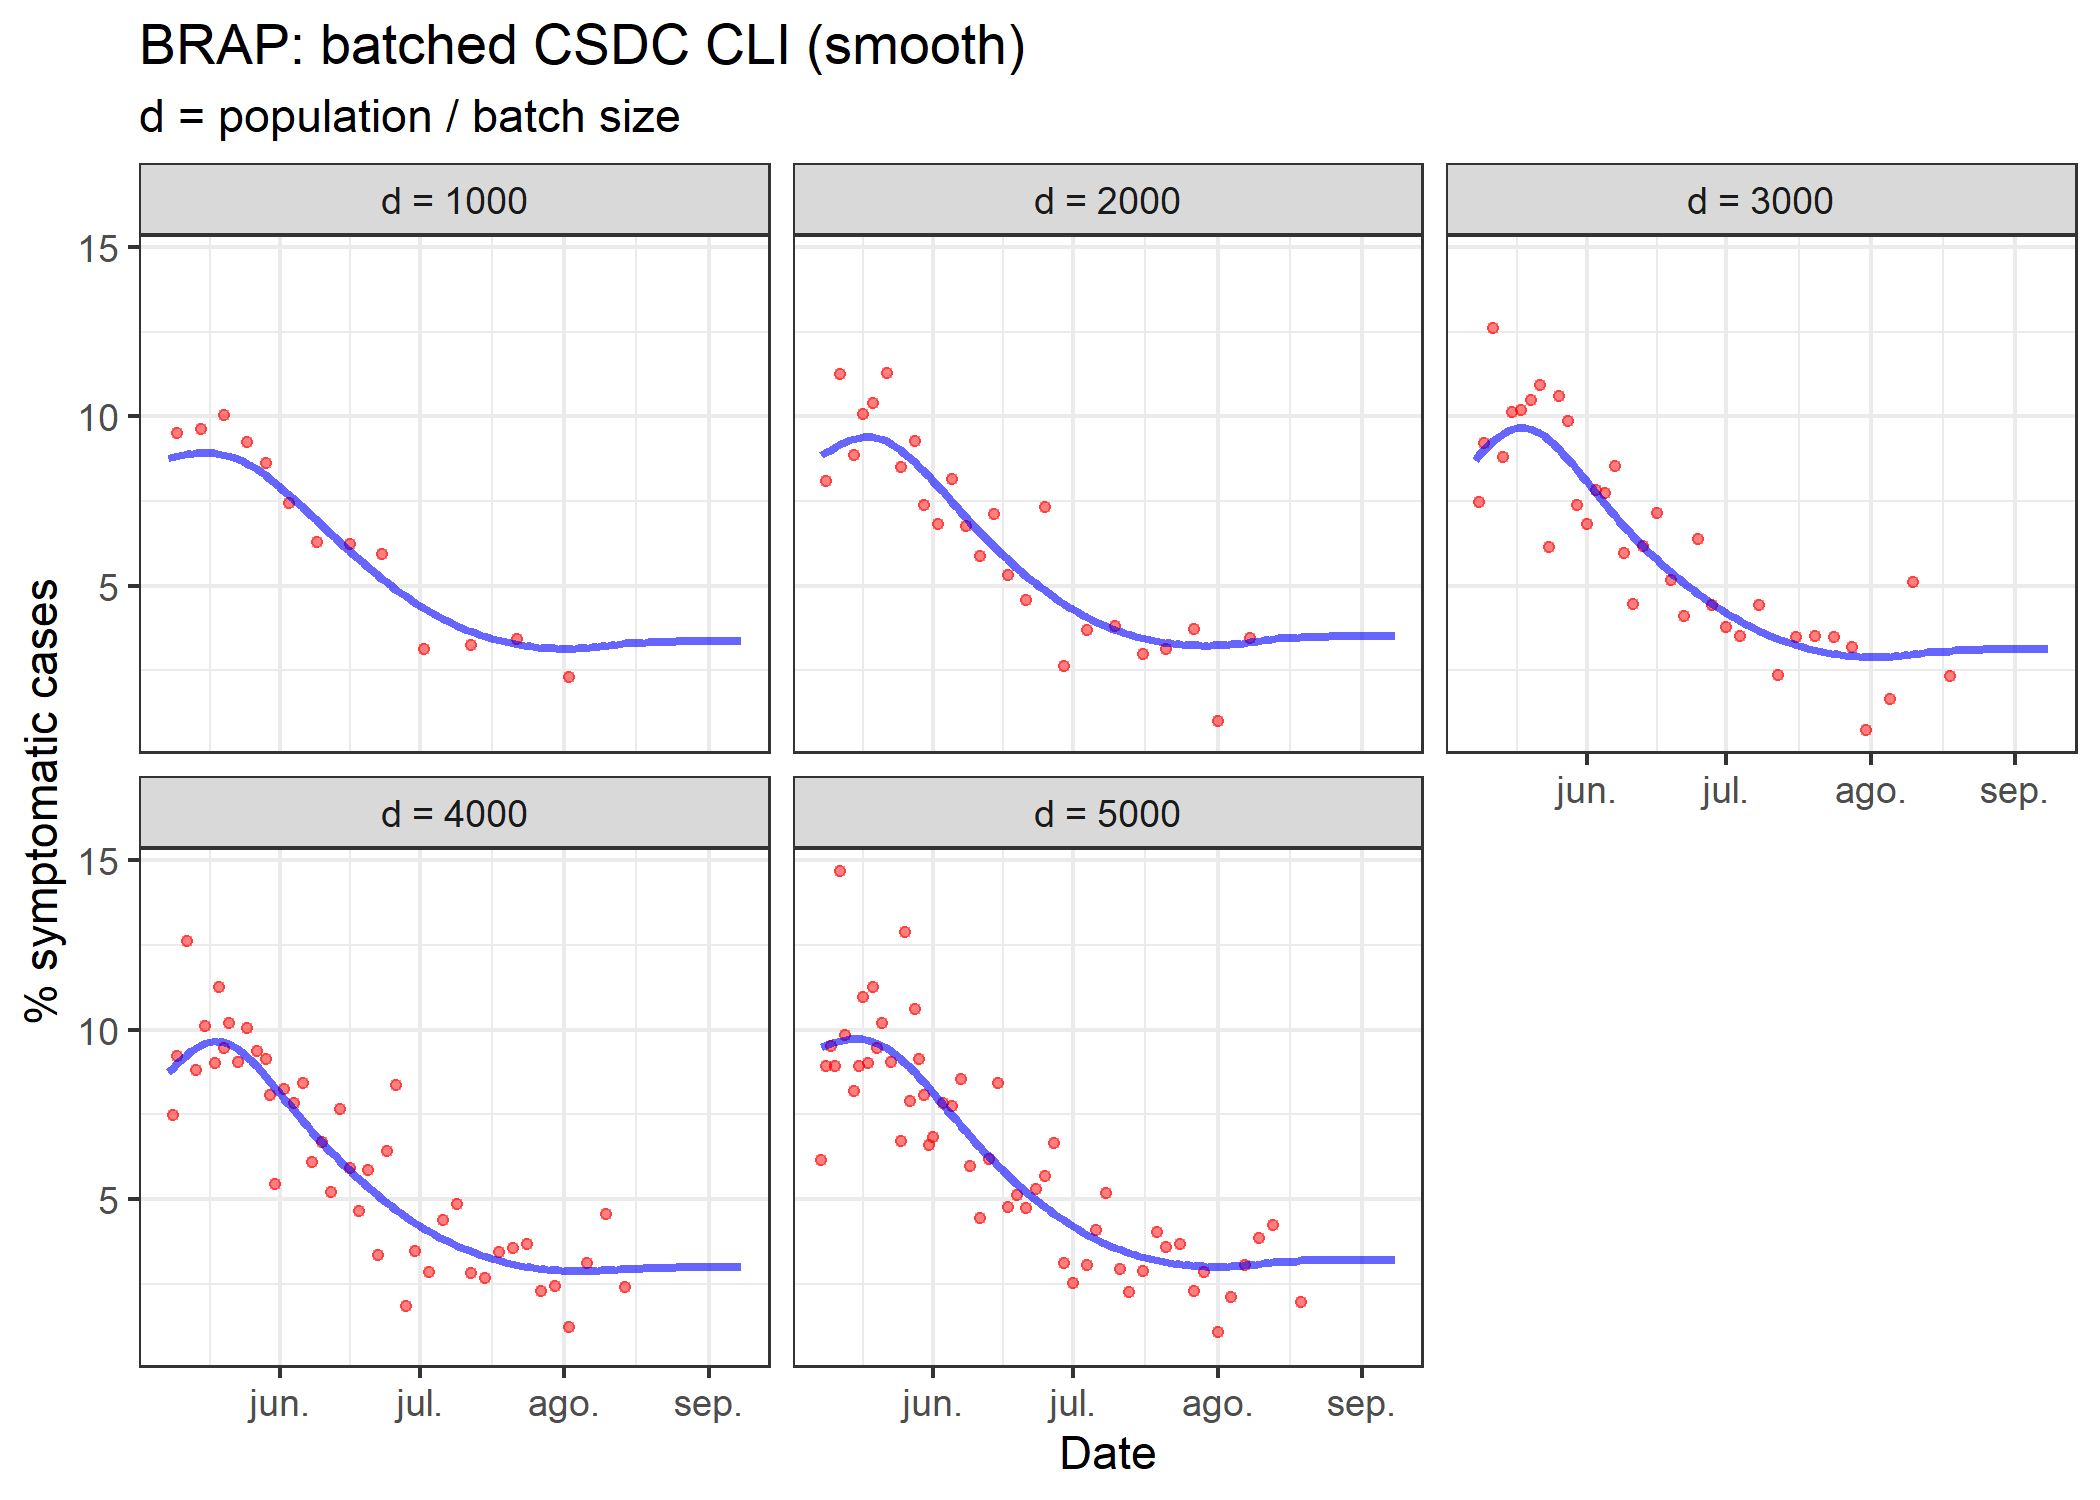 BRAP: batched CSDC CLI (smooth)
d = population / batch size
d = 1000
d = 2000
d = 3000
15
10
5
jun.
jul.
ago.
sep.
d = 4000
d = 5000
15
10
5
jun.
jul.
ago.
sep.
jun.
jul.
ago.
sep.
Date
% symptomatic cases